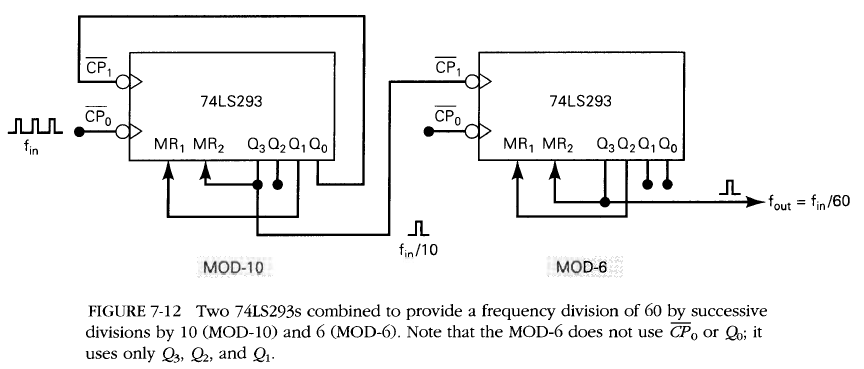 CP1
74LS293
CP0
fin
MR1 MR2 Q3 Q2 Q1 Q0
fin/10
MOD-10
CP1
74LS293
CP0
MR1 MR2 Q3 Q2 Q1 Q0
fout = fin/60
MOD-6
FIGURE 7-12 Two 74LS293s combined to provide a frequency division of 60 by successive
divisions by 10 (MOD-10) and 6 (MOD-6). Note that the MOD-6 does not use CP0 or Q0; it
uses only Q3, Q2, and Q1.